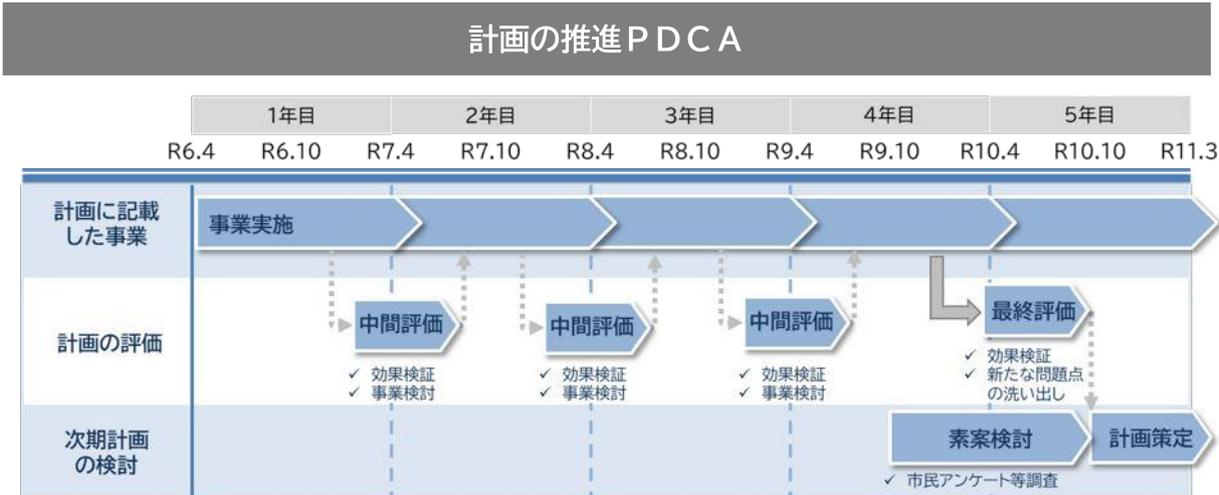 計画の推進ＰＤＣＡ
1年目 2年目 3年目 4年目 5年目
R6.4 R6.10 R7.4 R7.10 R8.4 R8.10 R9.4 R9.10 R10.4 R10.10 R11.3
計画に記載
した事業
事業実施
計画の評価
中間評価
✓ 効果検証
✓ 事業検討
中間評価
✓ 効果検証
✓ 事業検討
中間評価
✓ 効果検証
✓ 事業検討
最終評価
✓ 効果検証
✓ 新たな問題点
の洗い出し
次期計画
の検討
素案検討
計画策定
✓ 市民アンケート等調査